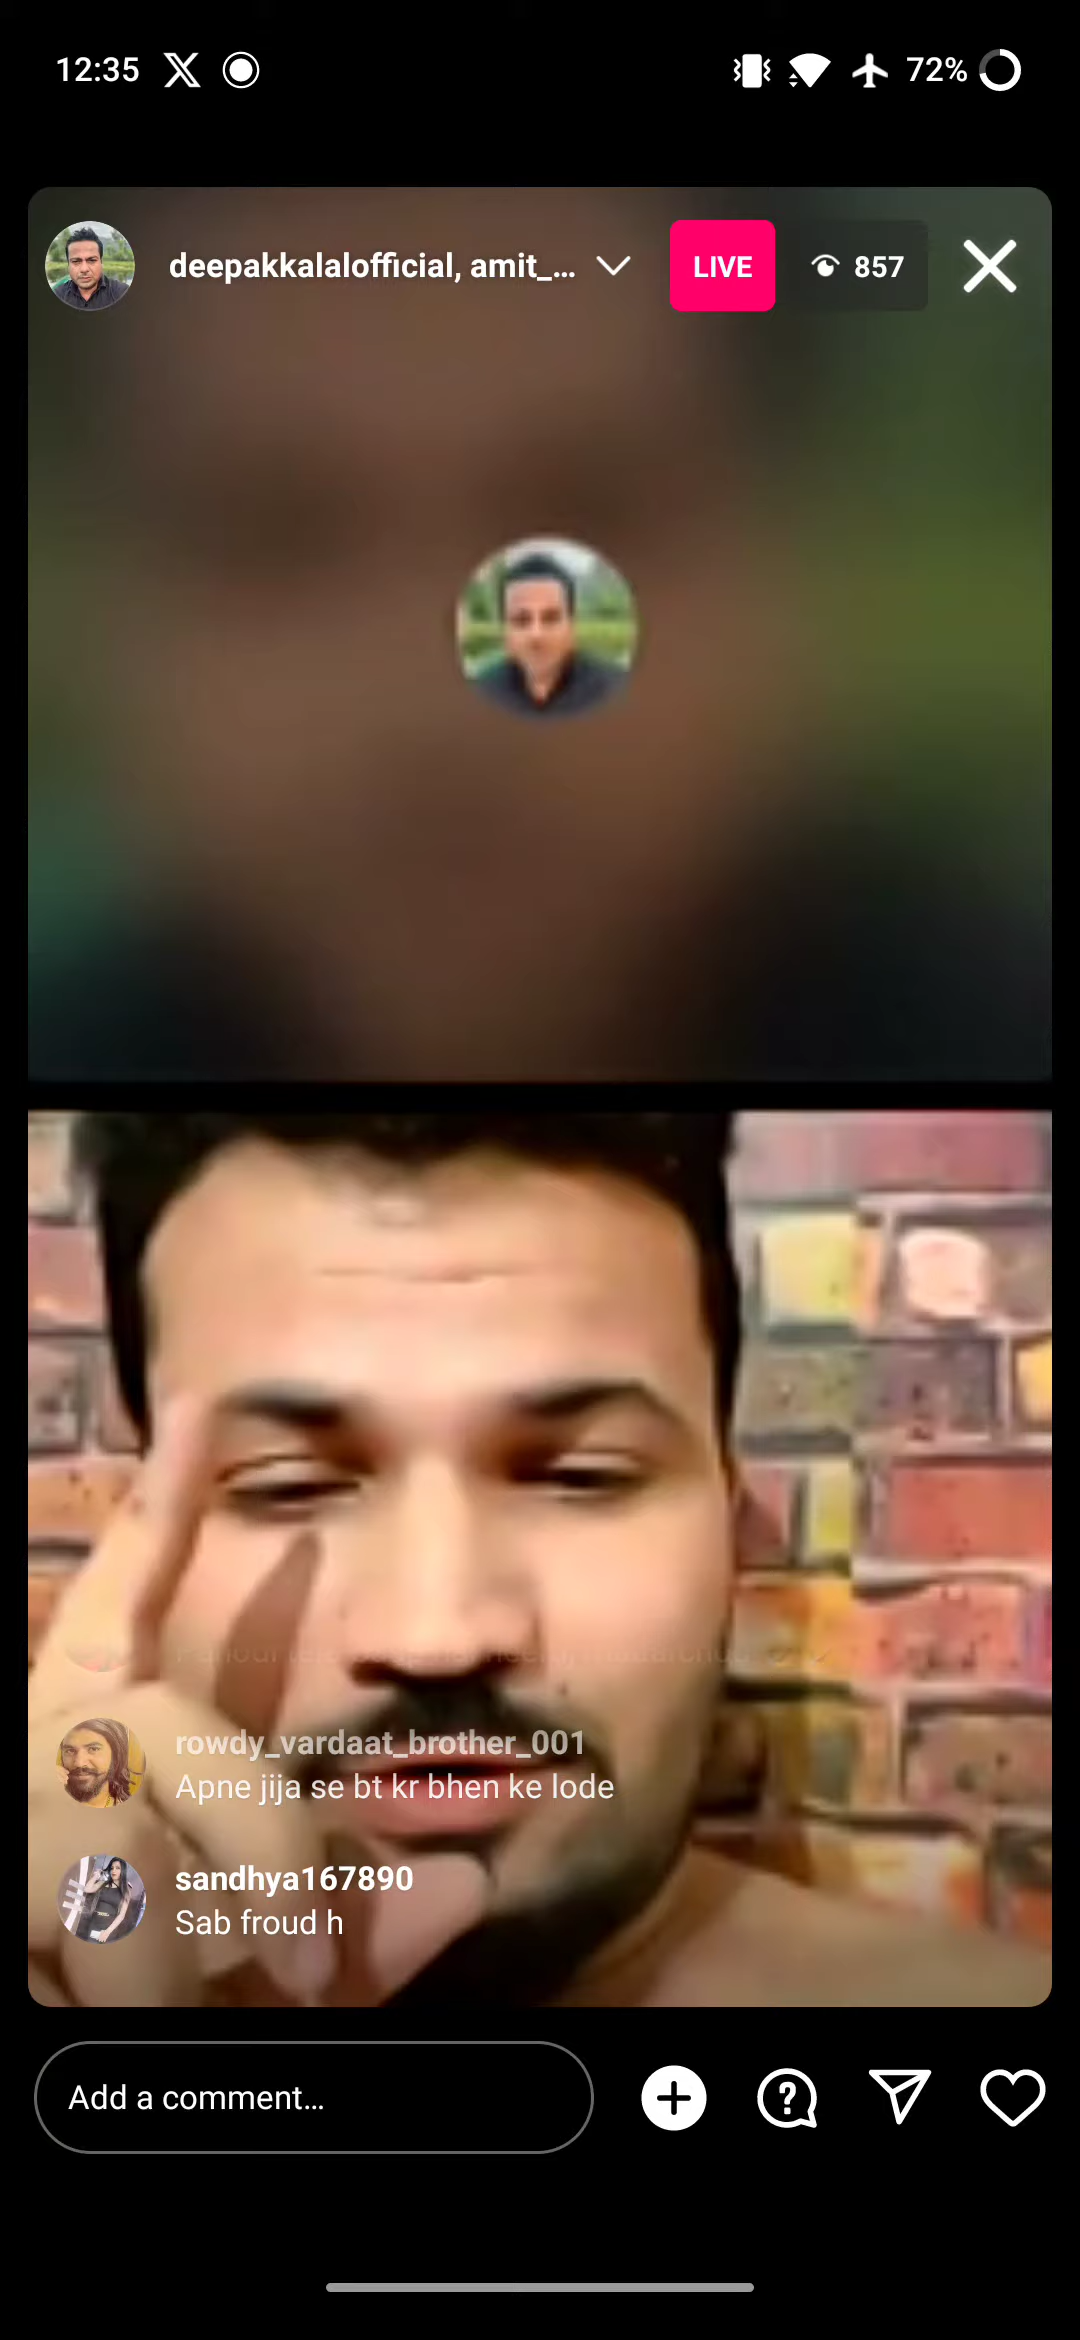 12:35
72%
deepakkalalofficial, amit_...
LIVE
857
rowdy_vardaat_brother_001
Apne jija se bt kr bhen ke lode
sandhya167890
Sab froud h
Add a comment...